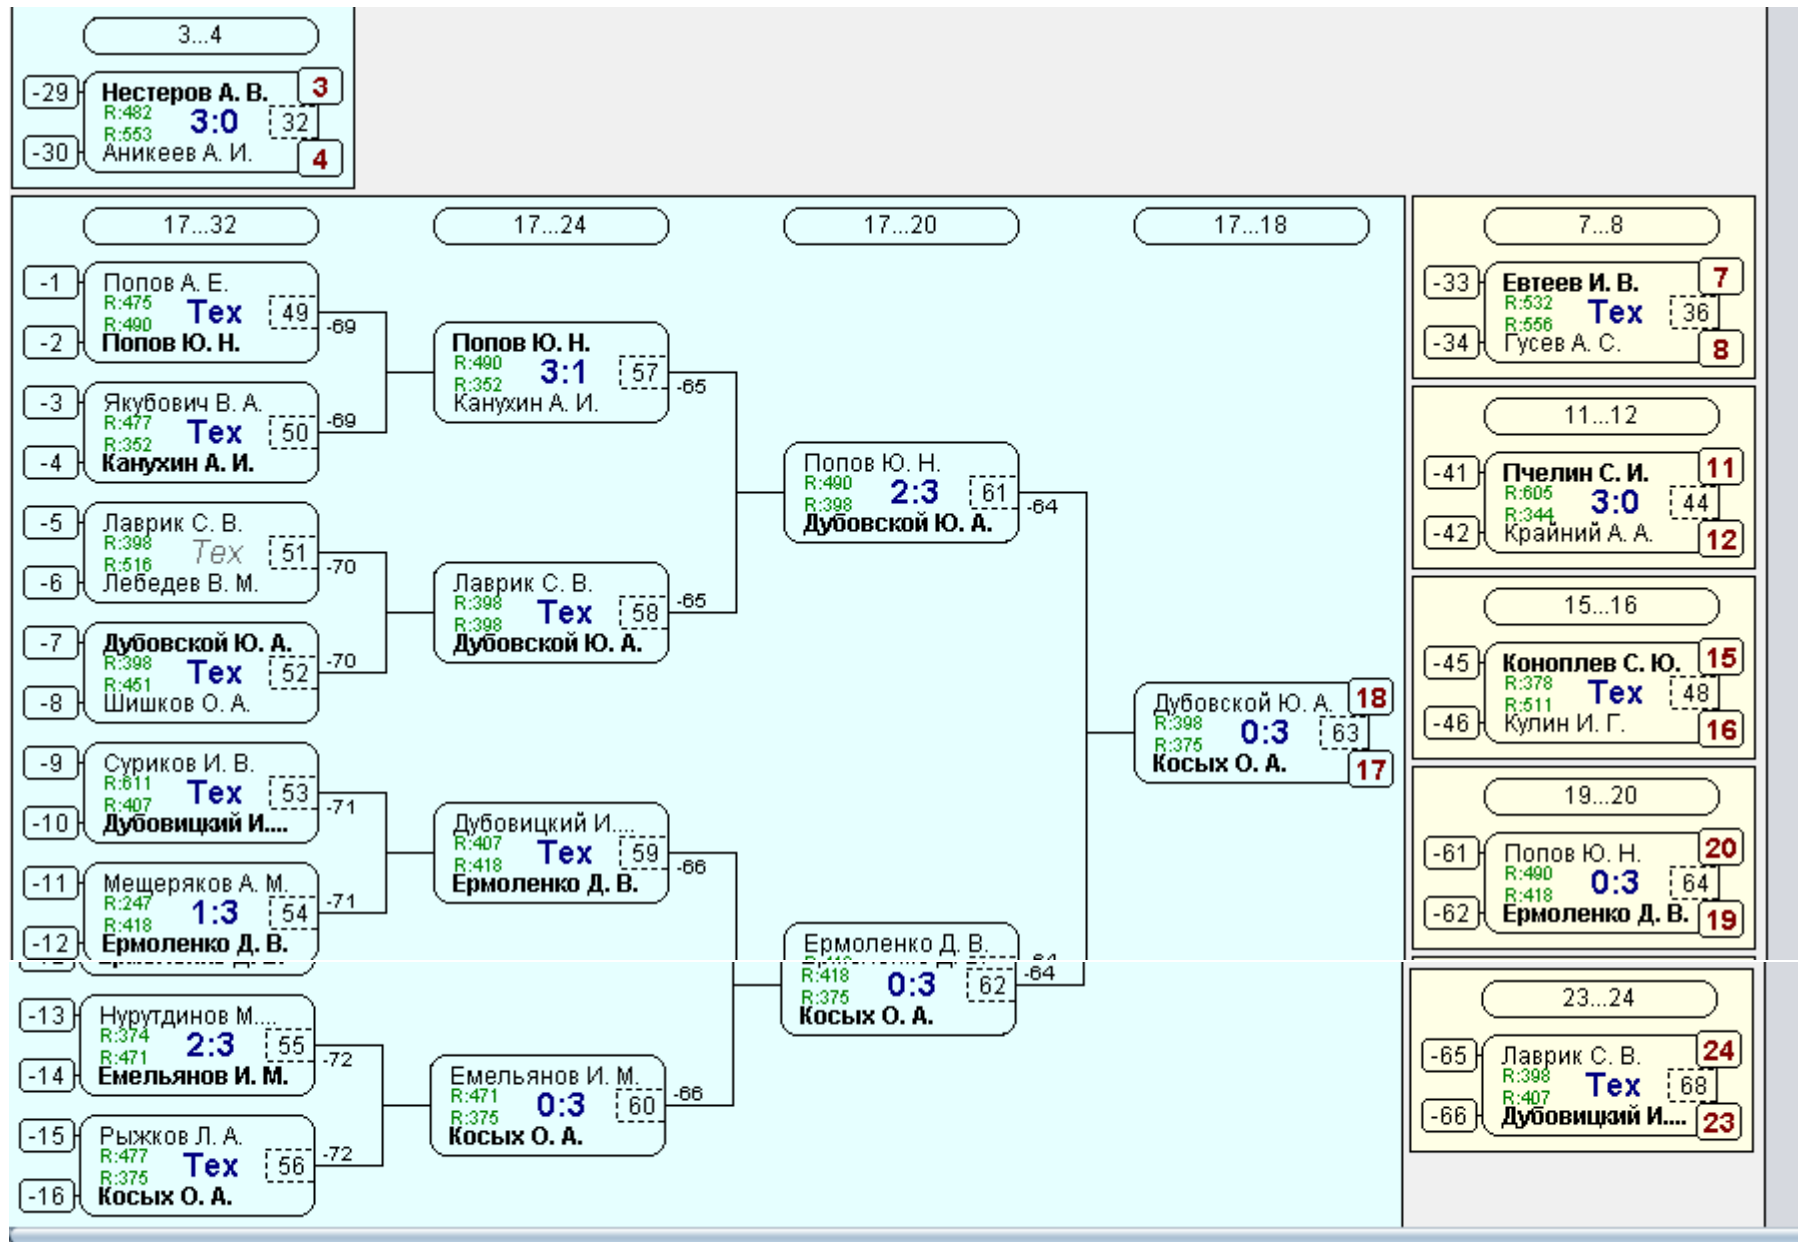 3...4
-29
Нестеров А. В.
3
R:482
3:0
32
R:553
-30
Аникеев А. И.
4
17...32
17...24
17...20
17...18
-1
Попов А. Е.
R:475
Тех
49
R:490
-69
-2
Попов Ю. Н.
-3
Якубович В. А.
R:477
Тех
50
R:352
-69
-4
Канухин А. И.
-5
Лаврик С. В.
R:398
Тех
51
R:516
-70
-6
Лебедев В. М.
-7
Дубовской Ю. А.
R:398
Тех
52
R:451
-70
-8
Шишков О. А.
-9
Суриков И. В.
R:611
Тех
53
R:407
-71
-10
Дубовицкий И....
-11
Мещеряков А. М.
R:247
1:3
54
R:418
-71
-12
Ермоленко Д. В.
-13
Нурутдинов М....
R:374
2:3
55
R:471
-72
-14
Емельянов И. М.
-15
Рыжков Л. А.
R:477
Тех
56
R:375
-72
-16
Косых О. А.
Попов Ю. Н.
R:490
3:1
57
R:352
-65
Канухин А. И.
Лаврик С. В.
R:398
Тех
58
R:398
-65
Дубовской Ю. А.
Дубовицкий И....
R:407
Тех
59
R:418
-66
Ермоленко Д. В.
Емельянов И. М.
R:471
0:3
60
R:375
-66
Косых О. А.
Попов Ю. Н.
R:490
2:3
61
R:398
-64
Дубовской Ю. А.
Ермоленко Д. В.
R:418
0:3
62
R:375
-64
Косых О. А.
Дубовской Ю. А.
18
R:398
0:3
63
R:375
Косых О. А.
17
7...8
-33
Евтеев И. В.
7
R:532
Тех
36
R:556
-34
Гусев А. С.
8
11...12
-41
Пчелин С. И.
11
R:605
3:0
44
R:344
-42
Крайний А. А.
12
15...16
-45
Коноплев С. Ю.
15
R:378
Тех
48
R:511
-46
Кулин И. Г.
16
19...20
-61
Попов Ю. Н.
20
R:490
0:3
64
R:418
-62
Ермоленко Д. В.
19
23...24
-65
Лаврик С. В.
24
R:398
Тех
68
R:407
-66
Дубовицкий И....
23